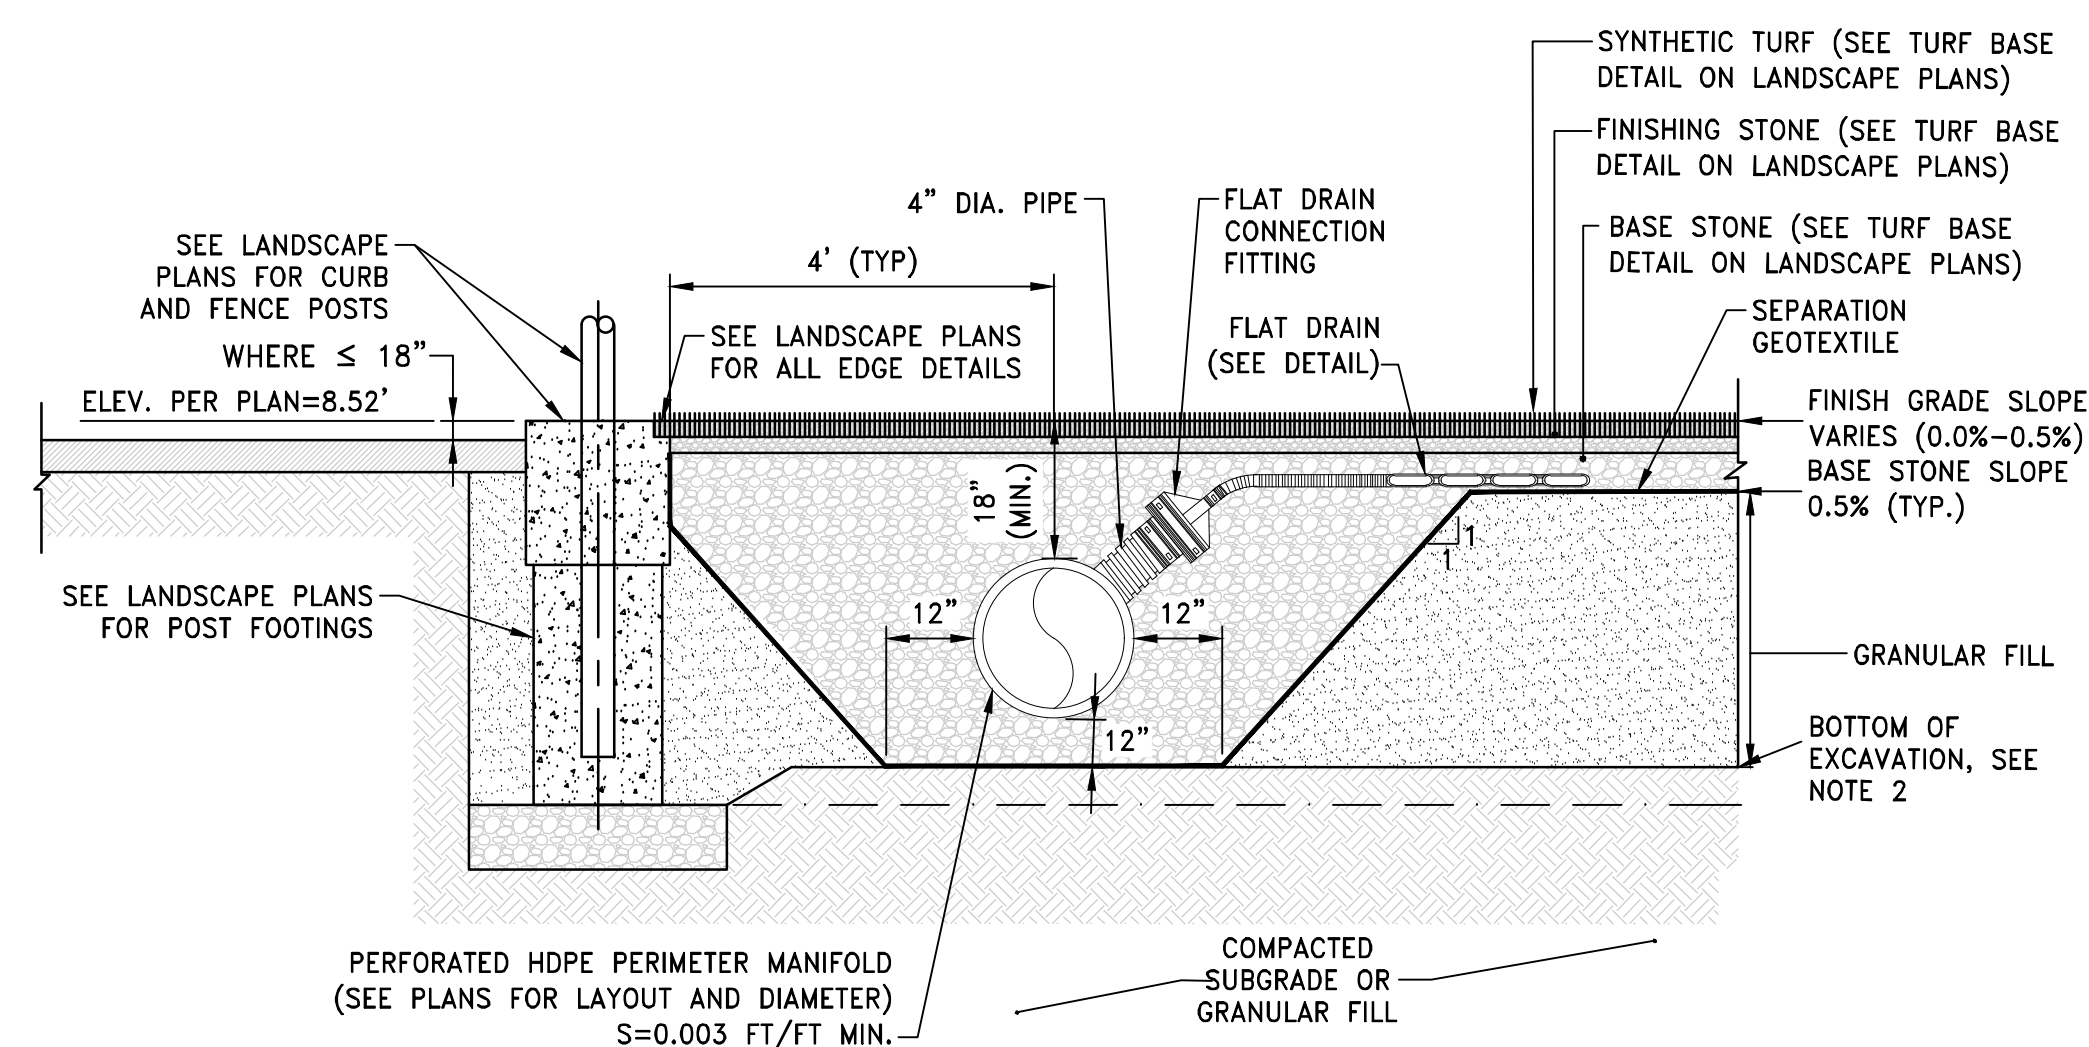 SYNTHETIC TURF (SEE TURF BASE
DETAIL ON LANDSCAPE PLANS)
FINISHING STONE (SEE TURF BASE
DETAIL ON LANDSCAPE PLANS)
4" DIA. PIPE
FLAT DRAIN
CONNECTION
FITTING
BASE STONE (SEE TURF BASE
DETAIL ON LANDSCAPE PLANS)
SEE LANDSCAPE
PLANS FOR CURB
AND FENCE POSTS
4' (TYP)
SEPARATION
GEOTEXTILE
SEE LANDSCAPE PLANS
FOR ALL EDGE DETAILS
FLAT DRAIN
(SEE DETAIL)
WHERE ≤ 18"
ELEV. PER PLAN=8.52'
FINISH GRADE SLOPE
VARIES (0.0%-0.5%)
BASE STONE SLOPE
0.5% (TYP.)
18"
(MIN.)
1
1
SEE LANDSCAPE PLANS
FOR POST FOOTINGS
12"
12"
12"
GRANULAR FILL
BOTTOM OF
EXCAVATION, SEE
NOTE 2
PERFORATED HDPE PERIMETER MANIFOLD
(SEE PLANS FOR LAYOUT AND DIAMETER)
S=0.003 FT/FT MIN.
COMPACTED
SUBGRADE OR
GRANULAR FILL